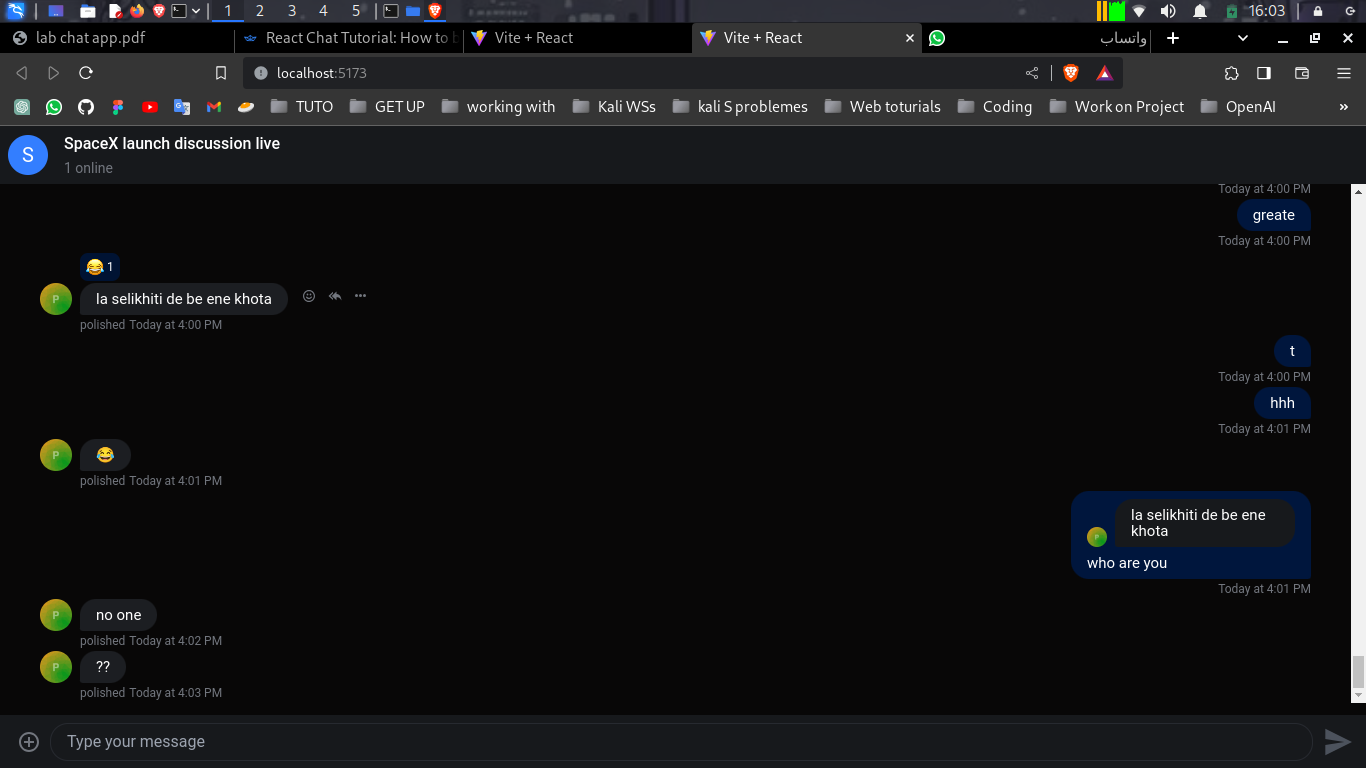 1 2 3 4 5 16:03
lab chat app.pdf React Chat Tutorial: How to b Vite + React Vite + React واتساب
localhost:5173
TUTO GET UP working with Kali WSs kali S problemes Web toturials Coding Work on Project OpenAI »
S SpaceX launch discussion live
1 online
Today at 4:00 PM
greate
Today at 4:00 PM
😂 1
P la selikhiti de be ene khota
polished Today at 4:00 PM
t
Today at 4:00 PM
hhh
Today at 4:01 PM
P 😂
polished Today at 4:01 PM
la selikhiti de be ene
P khota
who are you
Today at 4:01 PM
P no one
polished Today at 4:02 PM
P ??
polished Today at 4:03 PM
Type your message